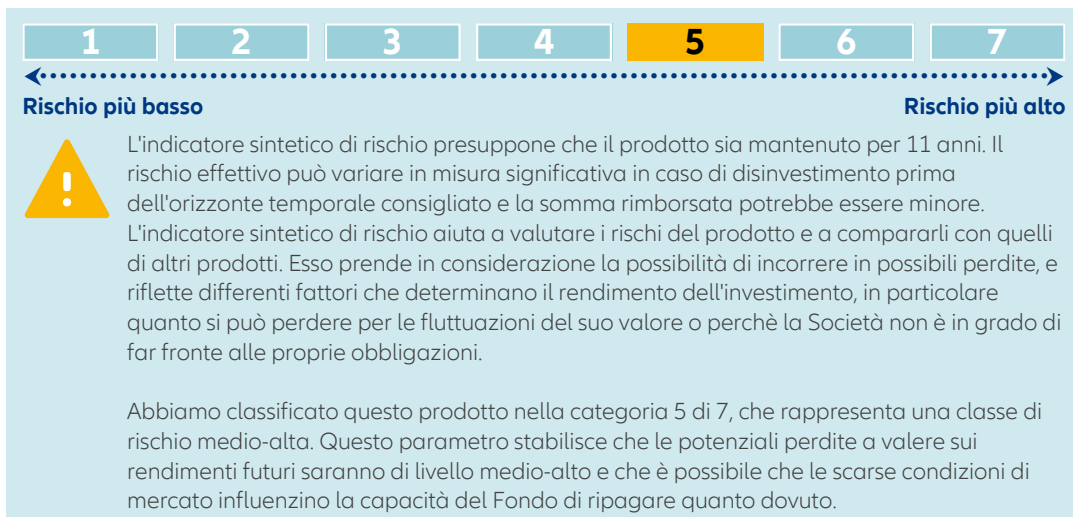 1 2 3 4 5 6 7
Rischio più basso Rischio più alto
L'indicatore sintetico di rischio presuppone che il prodotto sia mantenuto per 11 anni. Il
rischio effettivo può variare in misura significativa in caso di disinvestimento prima
dell'orizzonte temporale consigliato e la somma rimborsata potrebbe essere minore.
L'indicatore sintetico di rischio aiuta a valutare i rischi del prodotto e a compararli con quelli
di altri prodotti. Esso prende in considerazione la possibilità di incorrere in possibili perdite, e
riflette differenti fattori che determinano il rendimento dell'investimento, in particolare
quanto si può perdere per le fluttuazioni del suo valore o perchè la Società non è in grado di
far fronte alle proprie obbligazioni.
Abbiamo classificato questo prodotto nella categoria 5 di 7, che rappresenta una classe di
rischio medio-alta. Questo parametro stabilisce che le potenziali perdite a valere sui
rendimenti futuri saranno di livello medio-alto e che è possibile che le scarse condizioni di
mercato influenzino la capacità del Fondo di ripagare quanto dovuto.